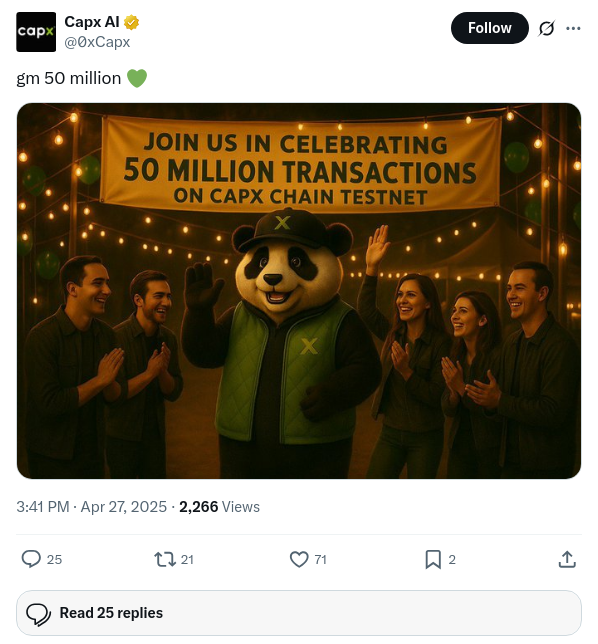 capx
Capx AI
@0xCapx
Follow
gm 50 million 💚
JOIN US IN CELEBRATING
50 MILLION TRANSACTIONS
ON CAPX CHAIN TESTNET
X
X
3:41 PM · Apr 27, 2025 · 2,266 Views
25 21 71 2
Read 25 replies